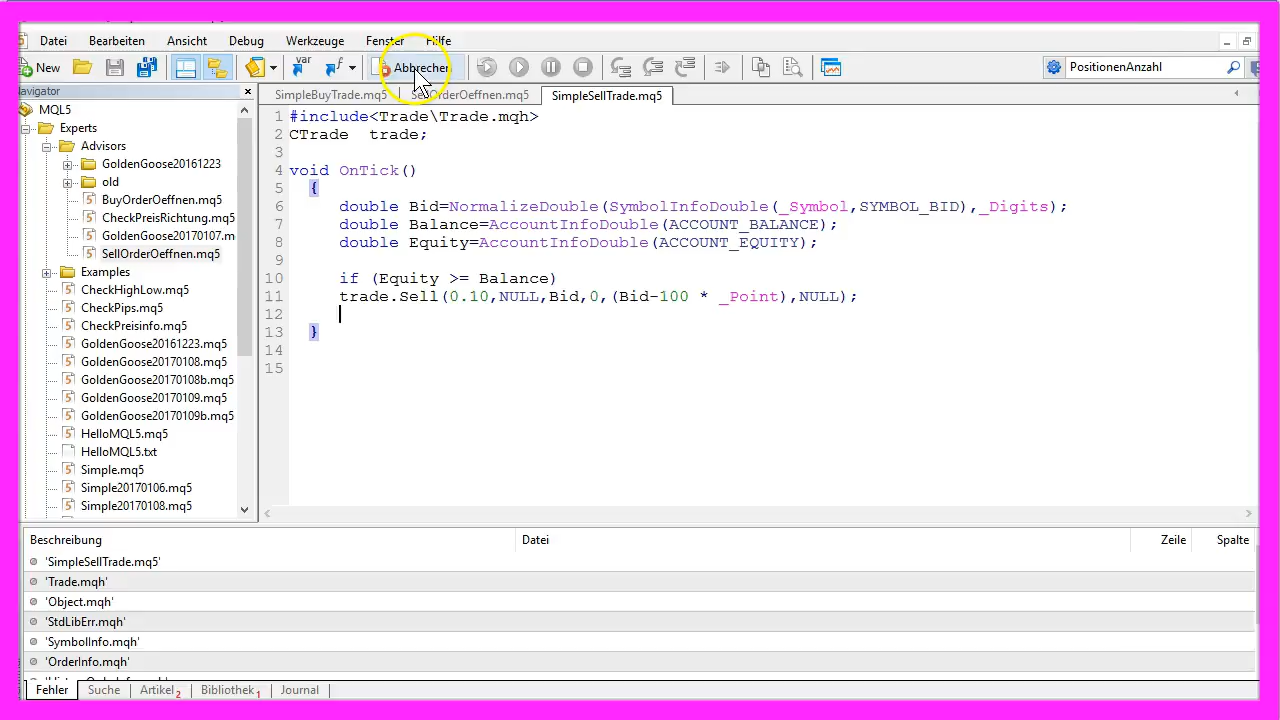 Datei Bearbeiten Ansicht Debug Werkzeuge Fenster Hilfe
New var f Abbrechen PositionenAnzahl
Navigator
SimpleBuyTrade.mq5 SellOrderOeffnen.mq5 SimpleSellTrade.mq5
MQL5
Experts
Advisors
GoldenGoose20161223
old
BuyOrderOeffnen.mq5
CheckPreisRichtung.mq5
GoldenGoose20170107.m
SellOrderOeffnen.mq5
Examples
CheckHighLow.mq5
CheckPips.mq5
CheckPreisinfo.mq5
GoldenGoose20161223.mq5
GoldenGoose20170108.mq5
GoldenGoose20170108b.mq5
GoldenGoose20170109.mq5
GoldenGoose20170109b.mq5
HelloMQL5.mq5
HelloMQL5.txt
Simple.mq5
Simple20170106.mq5
Simple20170108.mq5
1 #include<Trade\Trade.mqh>
2 CTrade trade;
3
4 void OnTick()
5 {
6 double Bid=NormalizeDouble(SymbolInfoDouble(_Symbol,SYMBOL_BID),_Digits);
7 double Balance=AccountInfoDouble(ACCOUNT_BALANCE);
8 double Equity=AccountInfoDouble(ACCOUNT_EQUITY);
9
10 if (Equity >= Balance)
11 trade.Sell(0.10,NULL,Bid,0,(Bid-100 * _Point),NULL);
12
13 }
14
15
Beschreibung Datei Zeile Spalte
'SimpleSellTrade.mq5'
'Trade.mqh'
'Object.mqh'
'StdLibErr.mqh'
'SymbolInfo.mqh'
'OrderInfo.mqh'
Fehler Suche Artikel 2 Bibliothek 1 Journal